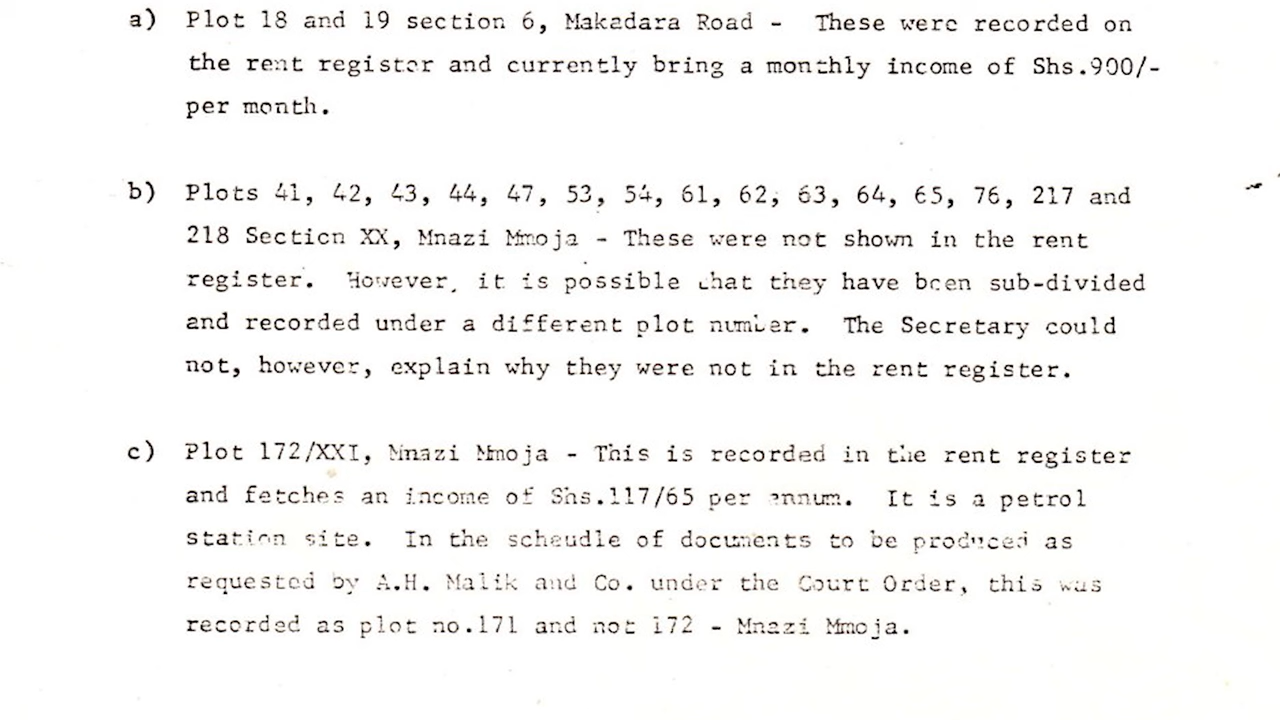 a) Plot 18 and 19 section 6, Makadara Road - These were recorded on
the rent register and currently bring a monthly income of Shs.900/-
per month.
b) Plots 41, 42, 43, 44, 47, 53, 54, 61, 62, 63, 64, 65, 76, 217 and
218 Section XX, Mnazi Mmoja - These were not shown in the rent
register. However, it is possible that they have been sub-divided
and recorded under a different plot number. The Secretary could
not, however, explain why they were not in the rent register.
c) Plot 172/XXI, Mnazi Mmoja - This is recorded in the rent register
and fetches an income of Shs.117/65 per annum. It is a petrol
station site. In the scheudle of documents to be produced as
requested by A.H. Malik and Co. under the Court Order, this was
recorded as plot no.171 and not 172 - Mnazi Mmoja.